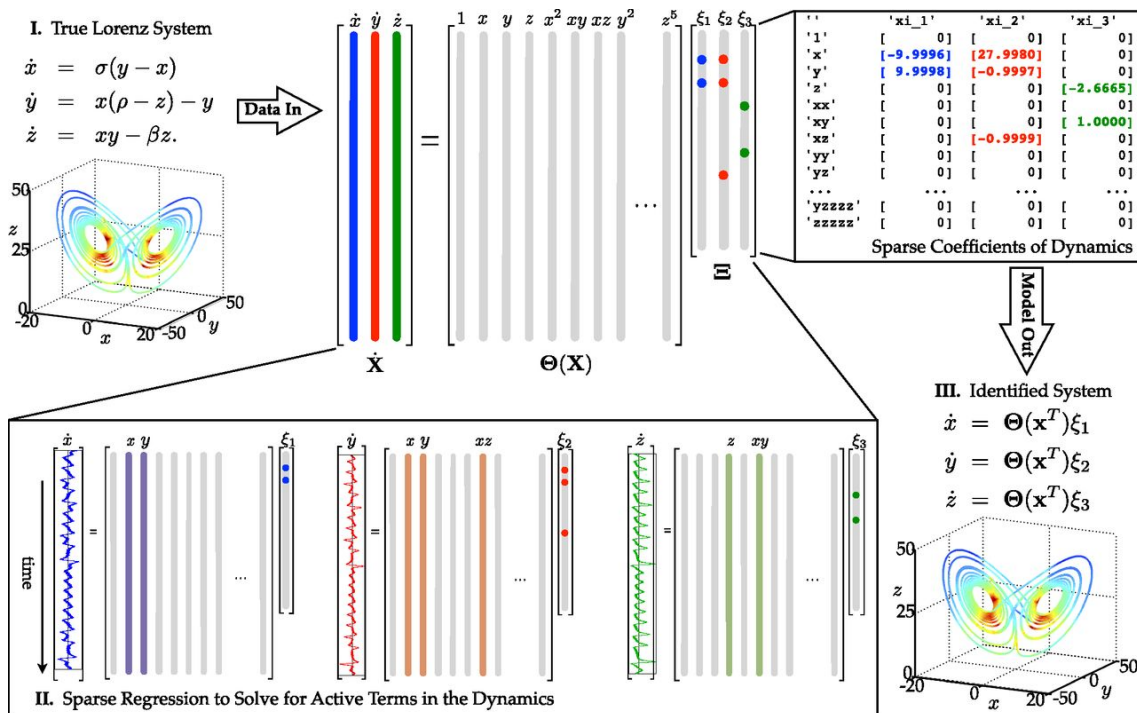 I. True Lorenz System
ẋ = σ(y − x)
ẏ = x(ρ − z) − y
ż = xy − βz.
Data In
z
50
25
0
-20
0
x
20
-50
0
y
50
ẋ ẏ ż
Ẋ
=
1 x y z x² xy xz y² z⁵
...
Θ(X)
ξ₁ ξ₂ ξ₃
Ξ
'' 'xi_1' 'xi_2' 'xi_3'
'1' [ 0] [ 0] [ 0]
'x' [-9.9996] [27.9980] [ 0]
'y' [ 9.9998] [-0.9997] [ 0]
'z' [ 0] [ 0] [-2.6665]
'xx' [ 0] [ 0] [ 0]
'xy' [ 0] [ 0] [ 1.0000]
'xz' [ 0] [-0.9999] [ 0]
'yy' [ 0] [ 0] [ 0]
'yz' [ 0] [ 0] [ 0]
... ... ... ...
'yzzzz' [ 0] [ 0] [ 0]
'zzzzz' [ 0] [ 0] [ 0]
Sparse Coefficients of Dynamics
Model Out
III. Identified System
ẋ = Θ(xᵀ)ξ₁
ẏ = Θ(xᵀ)ξ₂
ż = Θ(xᵀ)ξ₃
z
50
25
0
-20
0
x
20
-50
0
y
50
time
ẋ = x y ... ξ₁
ẏ = x y xz ... ξ₂
ż = z xy ... ξ₃
II. Sparse Regression to Solve for Active Terms in the Dynamics